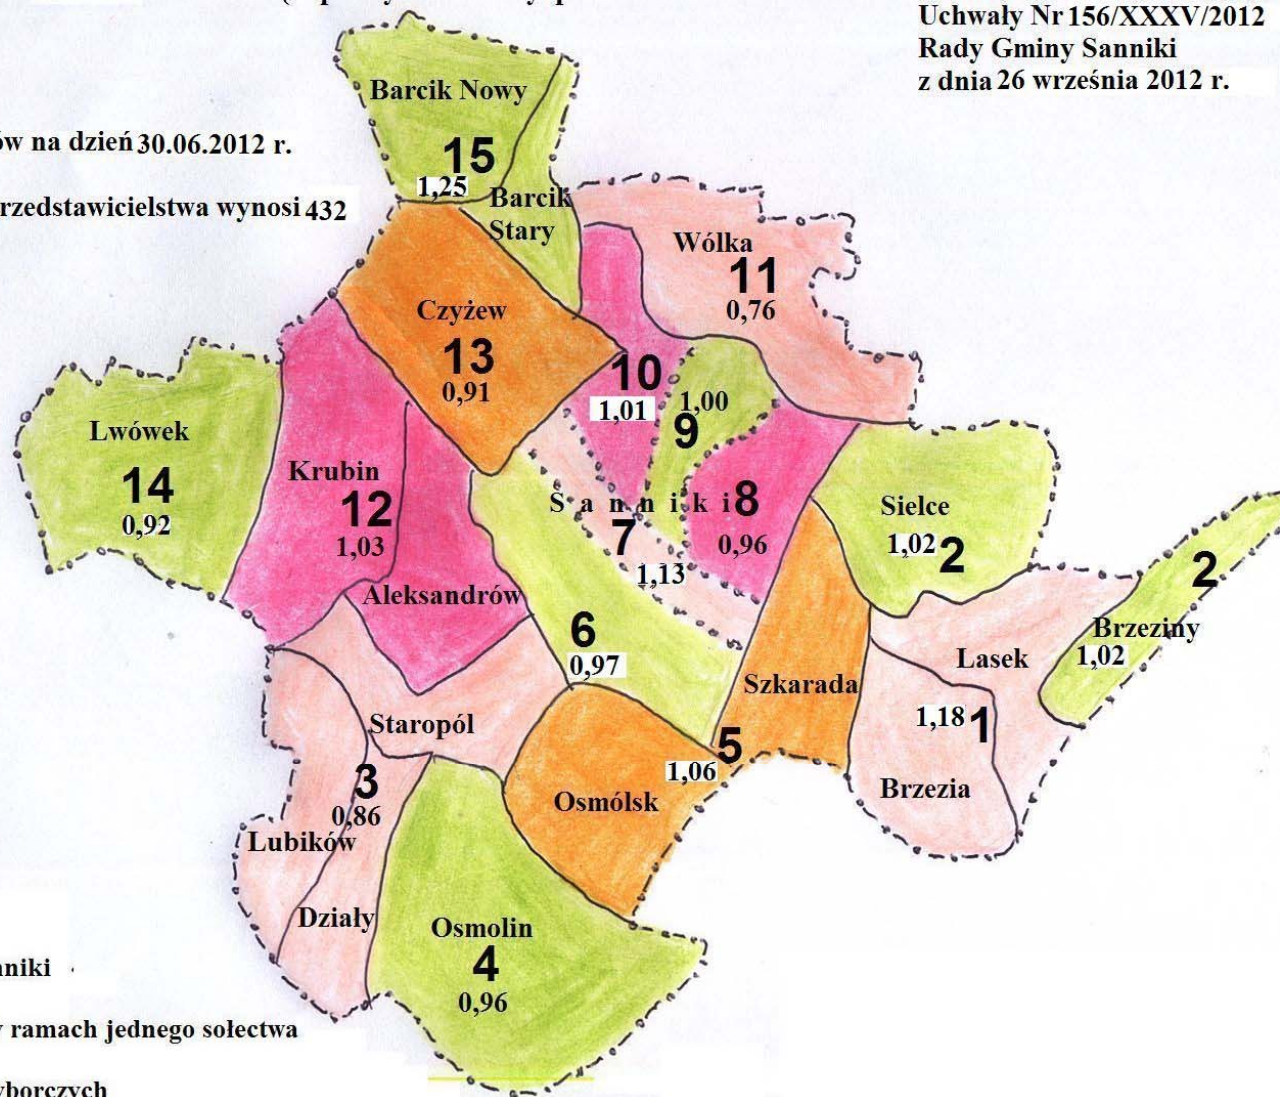 Uchwały Nr 156/XXXV/2012
Rady Gminy Sanniki
z dnia 26 września 2012 r.
na dzień 30.06.2012 r.
wynosi 432
Barcik Nowy
15
1,25
Barcik
Stary
Wólka
11
0,76
Czyżew
13
0,91
10
1,01
1,00
9
Lwówek
14
0,92
Krubin
12
1,03
Sanniki
8
0,96
7
1,13
Sielce
1,02 2
2
Brzeziny
1,02
Aleksandrów
6
0,97
Lasek
Szkarada
1,18 1
Brzezia
Staropól
5
1,06
Osmólsk
3
0,86
Lubików
Działy
Osmolin
4
0,96
ramach jednego sołectwa